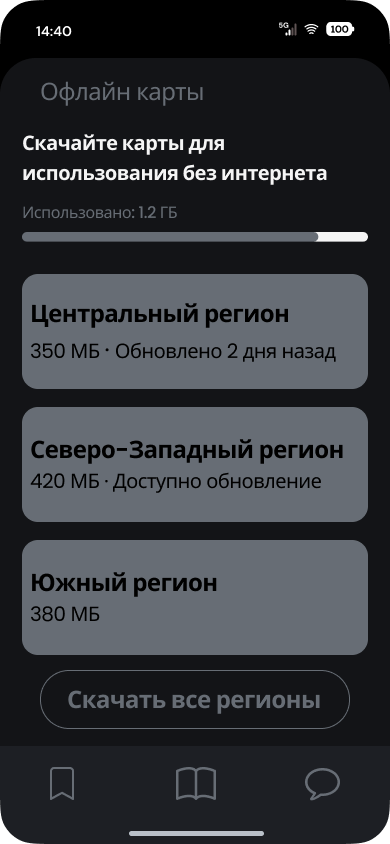 14:40
5G
100
Офлайн карты
Скачайте карты для
использования без интернета
Использовано: 1.2 ГБ
Центральный регион
350 МБ · Обновлено 2 дня назад
Северо-Западный регион
420 МБ · Доступно обновление
Южный регион
380 МБ
Скачать все регионы